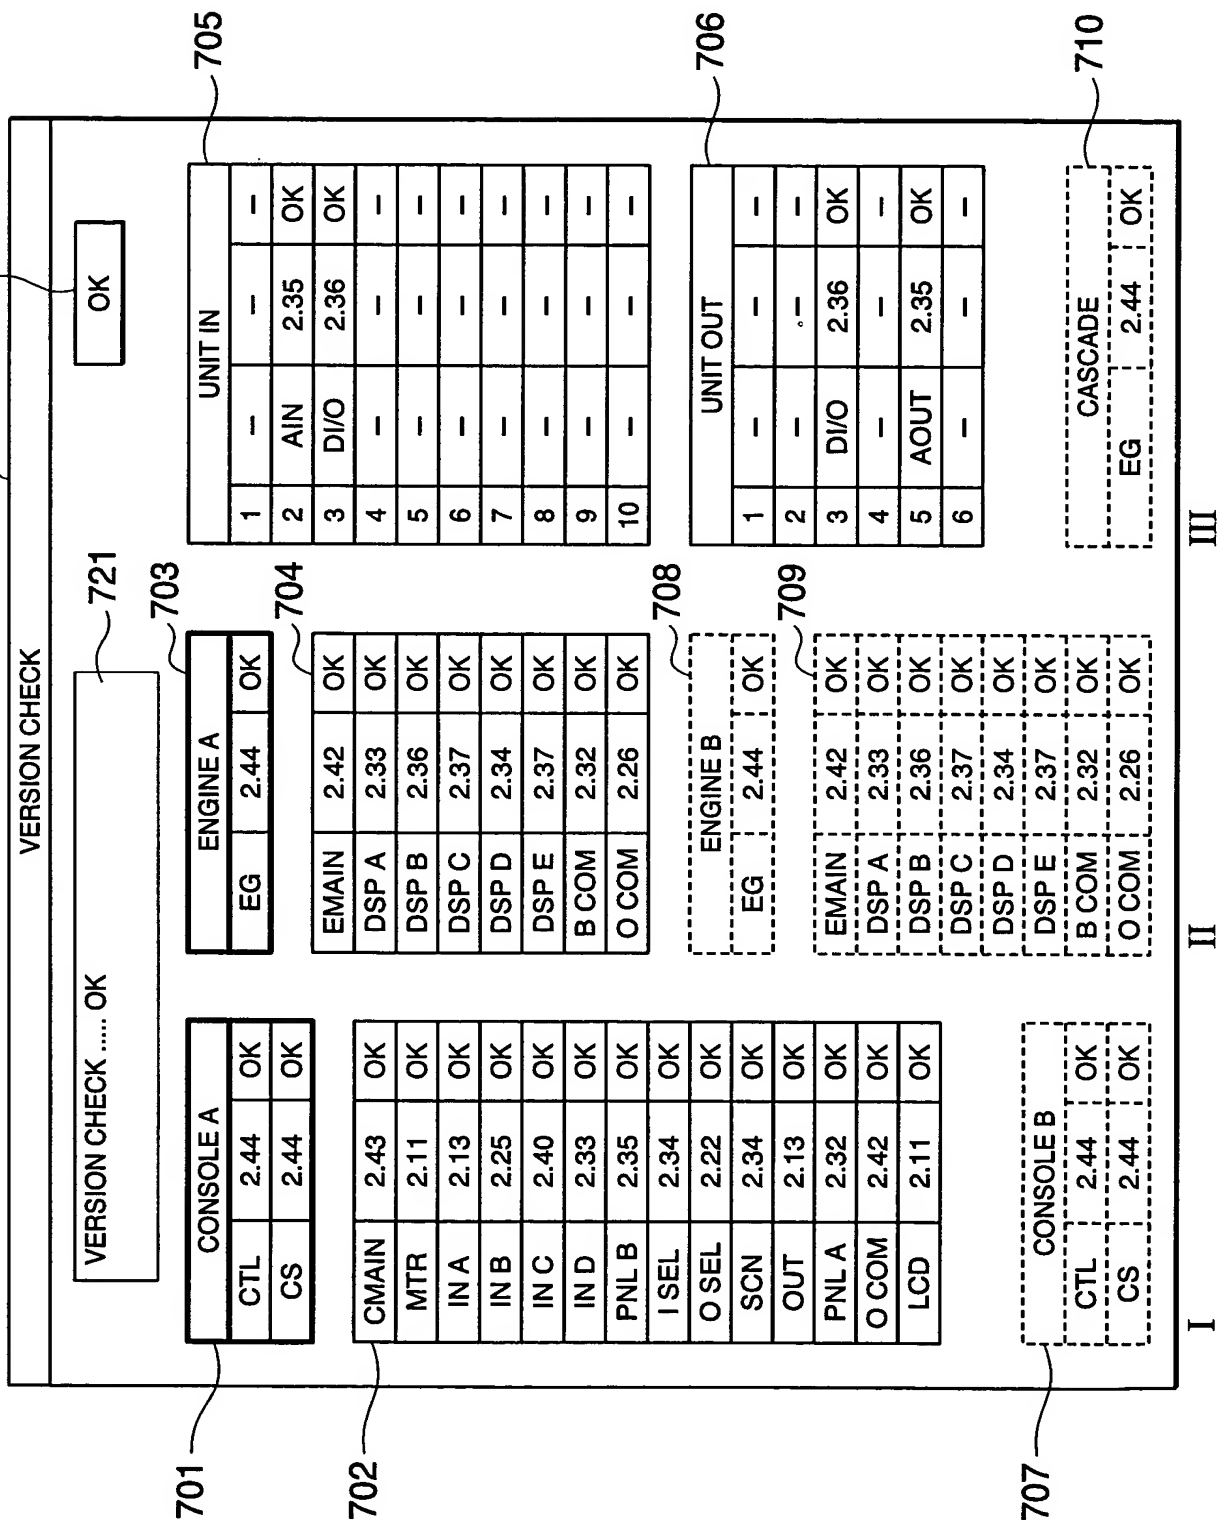 VERSION CHECK
VERSION CHECK ..... OK
OK
721
701
CONSOLE A
CTL 2.44 OK
CS 2.44 OK
702
CMAIN 2.43 OK
MTR 2.11 OK
IN A 2.13 OK
IN B 2.25 OK
IN C 2.40 OK
IN D 2.33 OK
PNL B 2.35 OK
I SEL 2.34 OK
O SEL 2.22 OK
SCN 2.34 OK
OUT 2.13 OK
PNL A 2.32 OK
O COM 2.42 OK
LCD 2.11 OK
707
CONSOLE B
CTL 2.44 OK
CS 2.44 OK
I
703
ENGINE A
EG 2.44 OK
704
EMAIN 2.42 OK
DSP A 2.33 OK
DSP B 2.36 OK
DSP C 2.37 OK
DSP D 2.34 OK
DSP E 2.37 OK
B COM 2.32 OK
O COM 2.26 OK
708
ENGINE B
EG 2.44 OK
709
EMAIN 2.42 OK
DSP A 2.33 OK
DSP B 2.36 OK
DSP C 2.37 OK
DSP D 2.34 OK
DSP E 2.37 OK
B COM 2.32 OK
O COM 2.26 OK
II
705
UNIT IN
1 – – –
2 AIN 2.35 OK
3 DI/O 2.36 OK
4 – – –
5 – – –
6 – – –
7 – – –
8 – – –
9 – – –
10 – – –
706
UNIT OUT
1 – – –
2 – – –
3 DI/O 2.36 OK
4 – – –
5 AOUT 2.35 OK
6 – – –
710
CASCADE
EG 2.44 OK
III